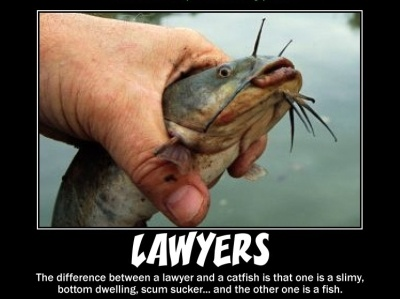 LAWYERS
The difference between a lawyer and a catfish is that one is a slimy,
bottom dwelling, scum sucker... and the other one is a fish.